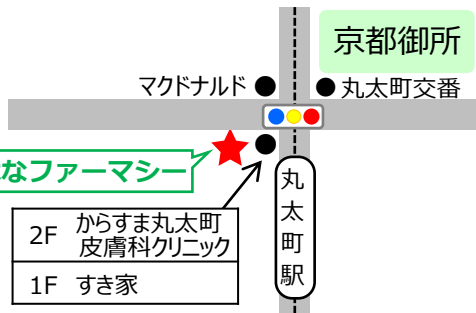 京都御所
マクドナルド
丸太町交番
なファーマシー
丸太町駅
2F からすま丸太町
皮膚科クリニック
1F すき家